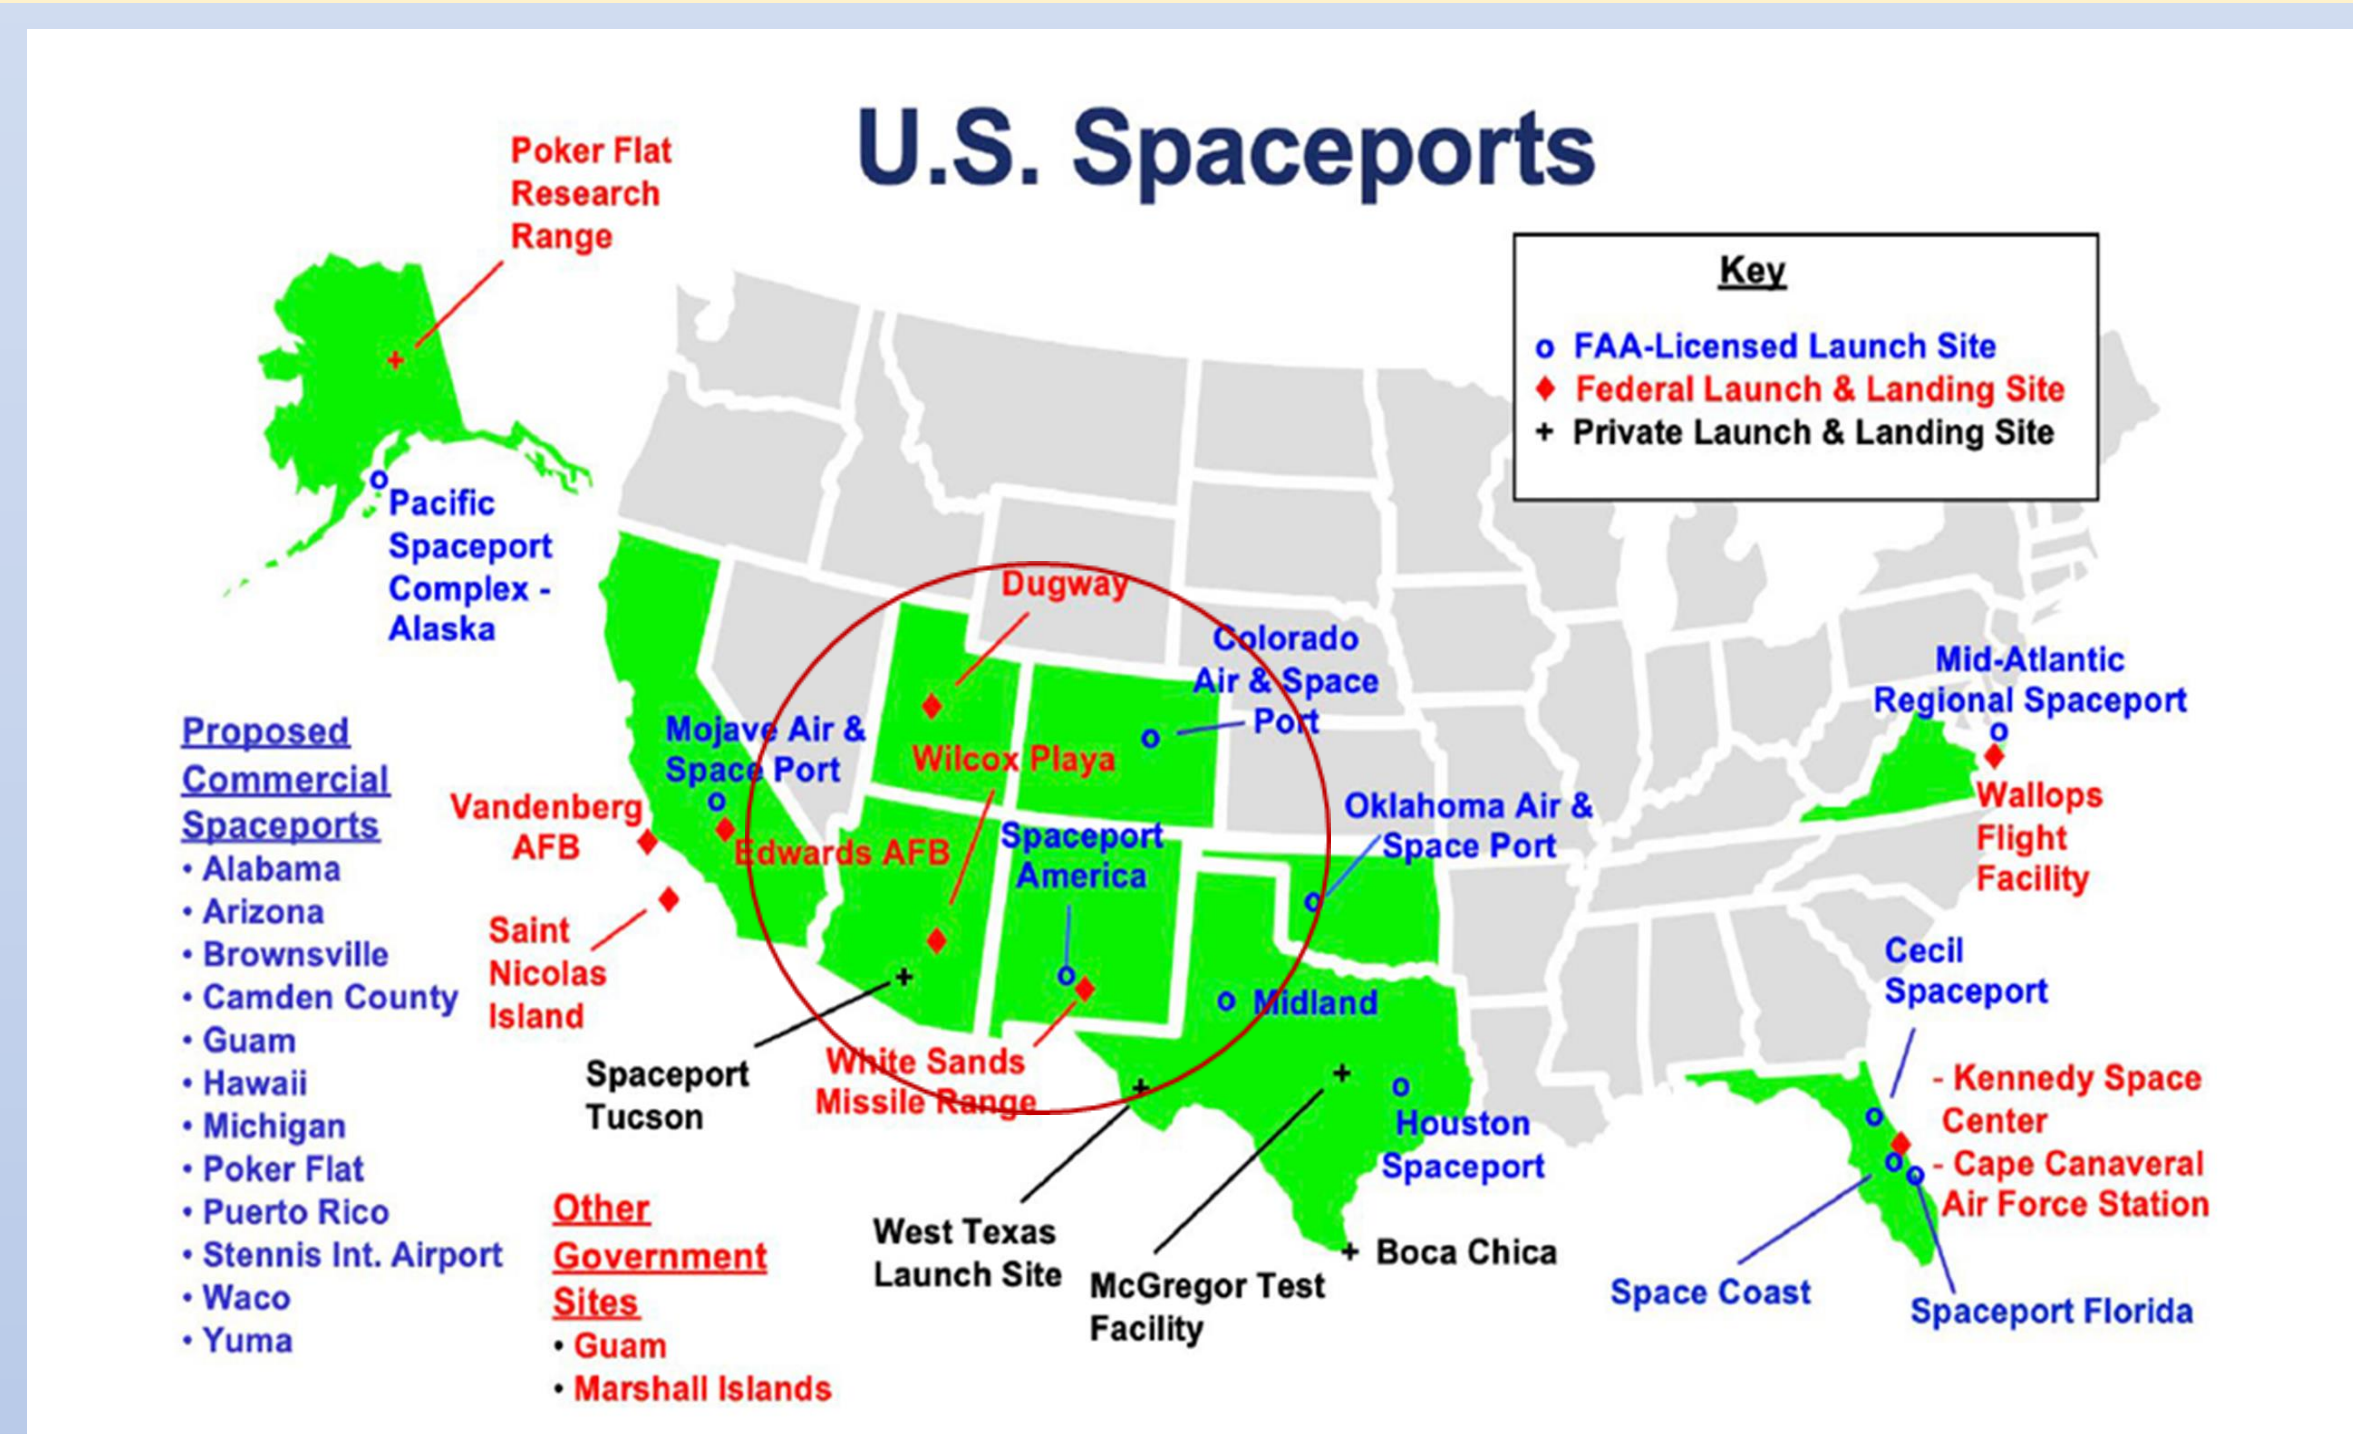 U.S. Spaceports
Poker Flat
Research
Range
Key
o FAA-Licensed Launch Site
♦ Federal Launch & Landing Site
+ Private Launch & Landing Site
Pacific
Spaceport
Complex -
Alaska
Dugway
Colorado
Air & Space
Port
Mid-Atlantic
Regional Spaceport
Mojave Air &
Space Port
Wilcox Playa
Vandenberg
AFB
Edwards AFB
Spaceport
America
Oklahoma Air &
Space Port
Wallops
Flight
Facility
Saint
Nicolas
Island
Cecil
Spaceport
Midland
Spaceport
Tucson
White Sands
Missile Range
Houston
Spaceport
- Kennedy Space
Center
- Cape Canaveral
Air Force Station
West Texas
Launch Site
McGregor Test
Facility
Boca Chica
Space Coast
Spaceport Florida
Proposed
Commercial
Spaceports
• Alabama
• Arizona
• Brownsville
• Camden County
• Guam
• Hawaii
• Michigan
• Poker Flat
• Puerto Rico
• Stennis Int. Airport
• Waco
• Yuma
Other
Government
Sites
• Guam
• Marshall Islands